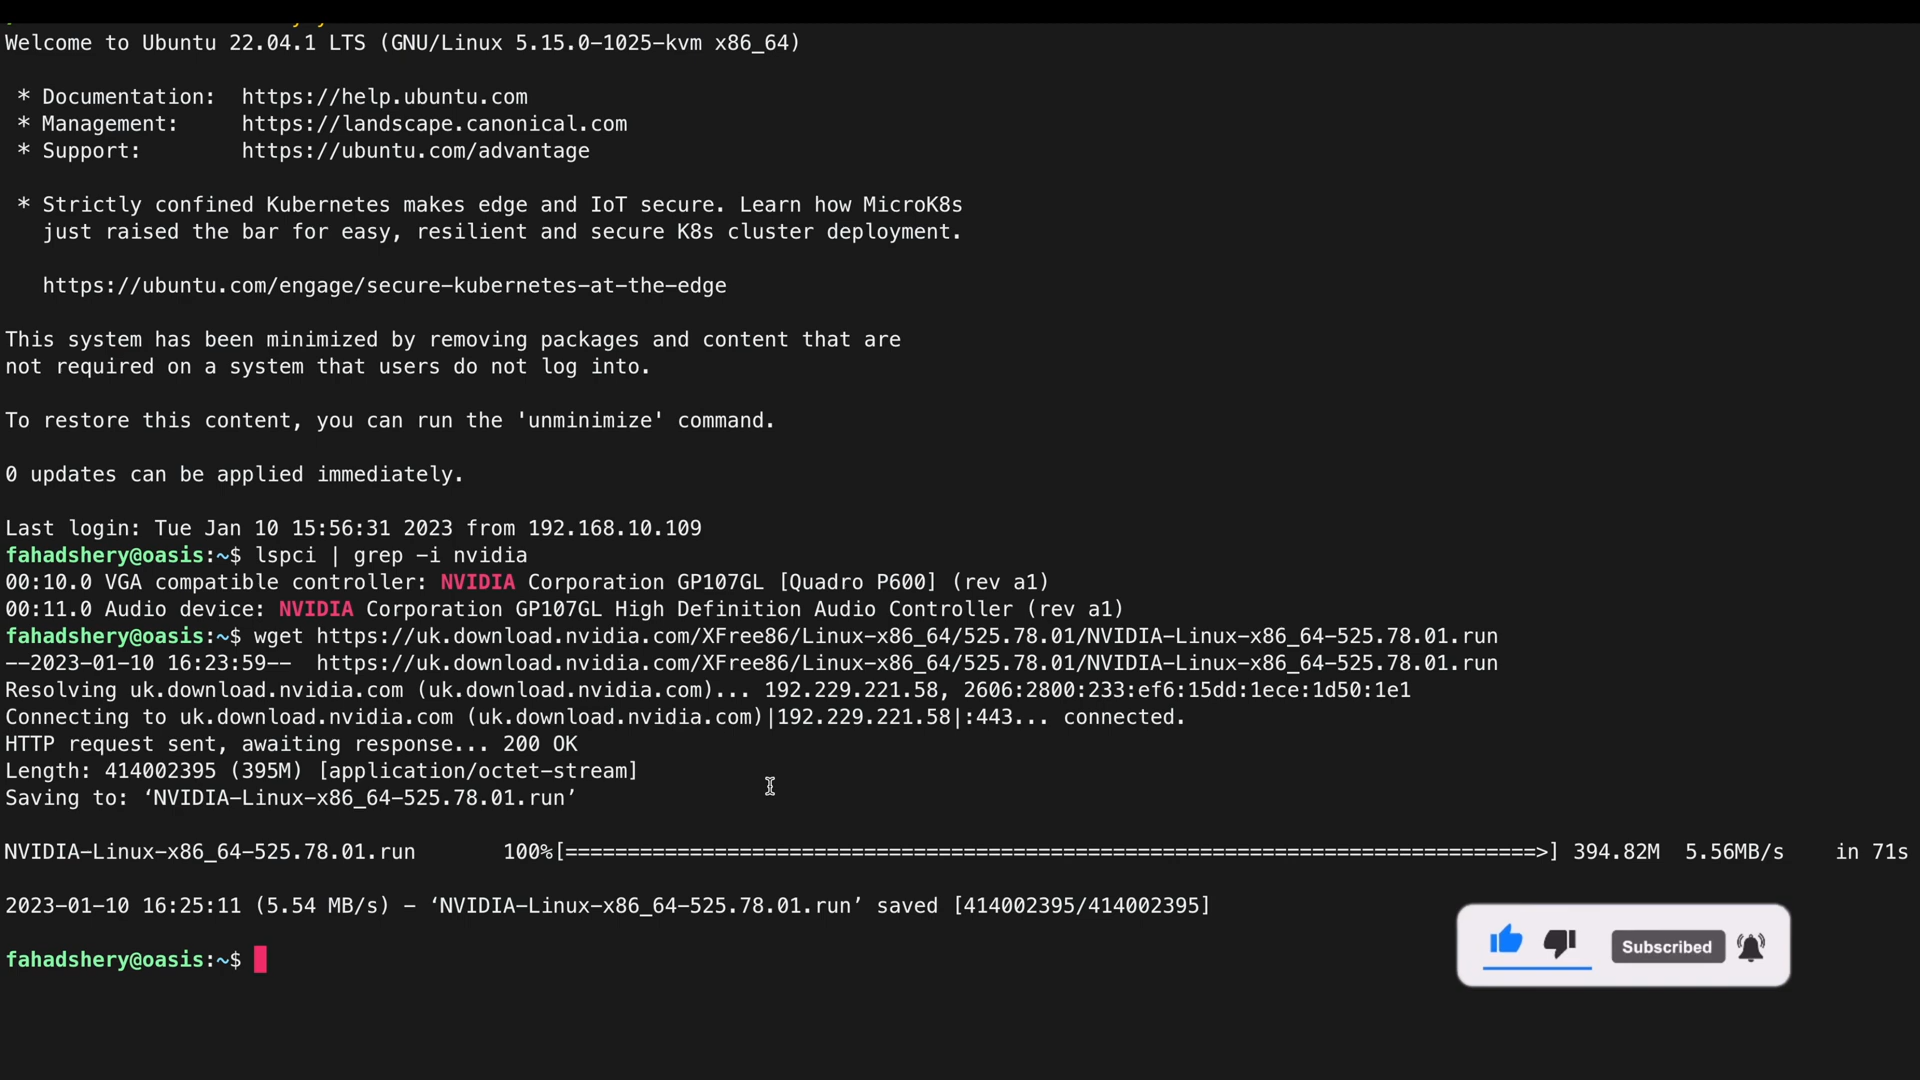 Welcome to Ubuntu 22.04.1 LTS (GNU/Linux 5.15.0-1025-kvm x86_64)
* Documentation:  https://help.ubuntu.com
* Management:     https://landscape.canonical.com
* Support:        https://ubuntu.com/advantage
* Strictly confined Kubernetes makes edge and IoT secure. Learn how MicroK8s
just raised the bar for easy, resilient and secure K8s cluster deployment.
https://ubuntu.com/engage/secure-kubernetes-at-the-edge
This system has been minimized by removing packages and content that are
not required on a system that users do not log into.
To restore this content, you can run the 'unminimize' command.
0 updates can be applied immediately.
Last login: Tue Jan 10 15:56:31 2023 from 192.168.10.109
fahadshery@oasis:~$ lspci | grep -i nvidia
00:10.0 VGA compatible controller: NVIDIA Corporation GP107GL [Quadro P600] (rev a1)
00:11.0 Audio device: NVIDIA Corporation GP107GL High Definition Audio Controller (rev a1)
fahadshery@oasis:~$ wget https://uk.download.nvidia.com/XFree86/Linux-x86_64/525.78.01/NVIDIA-Linux-x86_64-525.78.01.run
--2023-01-10 16:23:59--  https://uk.download.nvidia.com/XFree86/Linux-x86_64/525.78.01/NVIDIA-Linux-x86_64-525.78.01.run
Resolving uk.download.nvidia.com (uk.download.nvidia.com)... 192.229.221.58, 2606:2800:233:ef6:15dd:1ece:1d50:1e1
Connecting to uk.download.nvidia.com (uk.download.nvidia.com)|192.229.221.58|:443... connected.
HTTP request sent, awaiting response... 200 OK
Length: 414002395 (395M) [application/octet-stream]
Saving to: ‘NVIDIA-Linux-x86_64-525.78.01.run’
NVIDIA-Linux-x86_64-525.78.01.run       100%[==============================================================================>] 394.82M  5.56MB/s    in 71s
2023-01-10 16:25:11 (5.54 MB/s) - ‘NVIDIA-Linux-x86_64-525.78.01.run’ saved [414002395/414002395]
fahadshery@oasis:~$
Subscribed